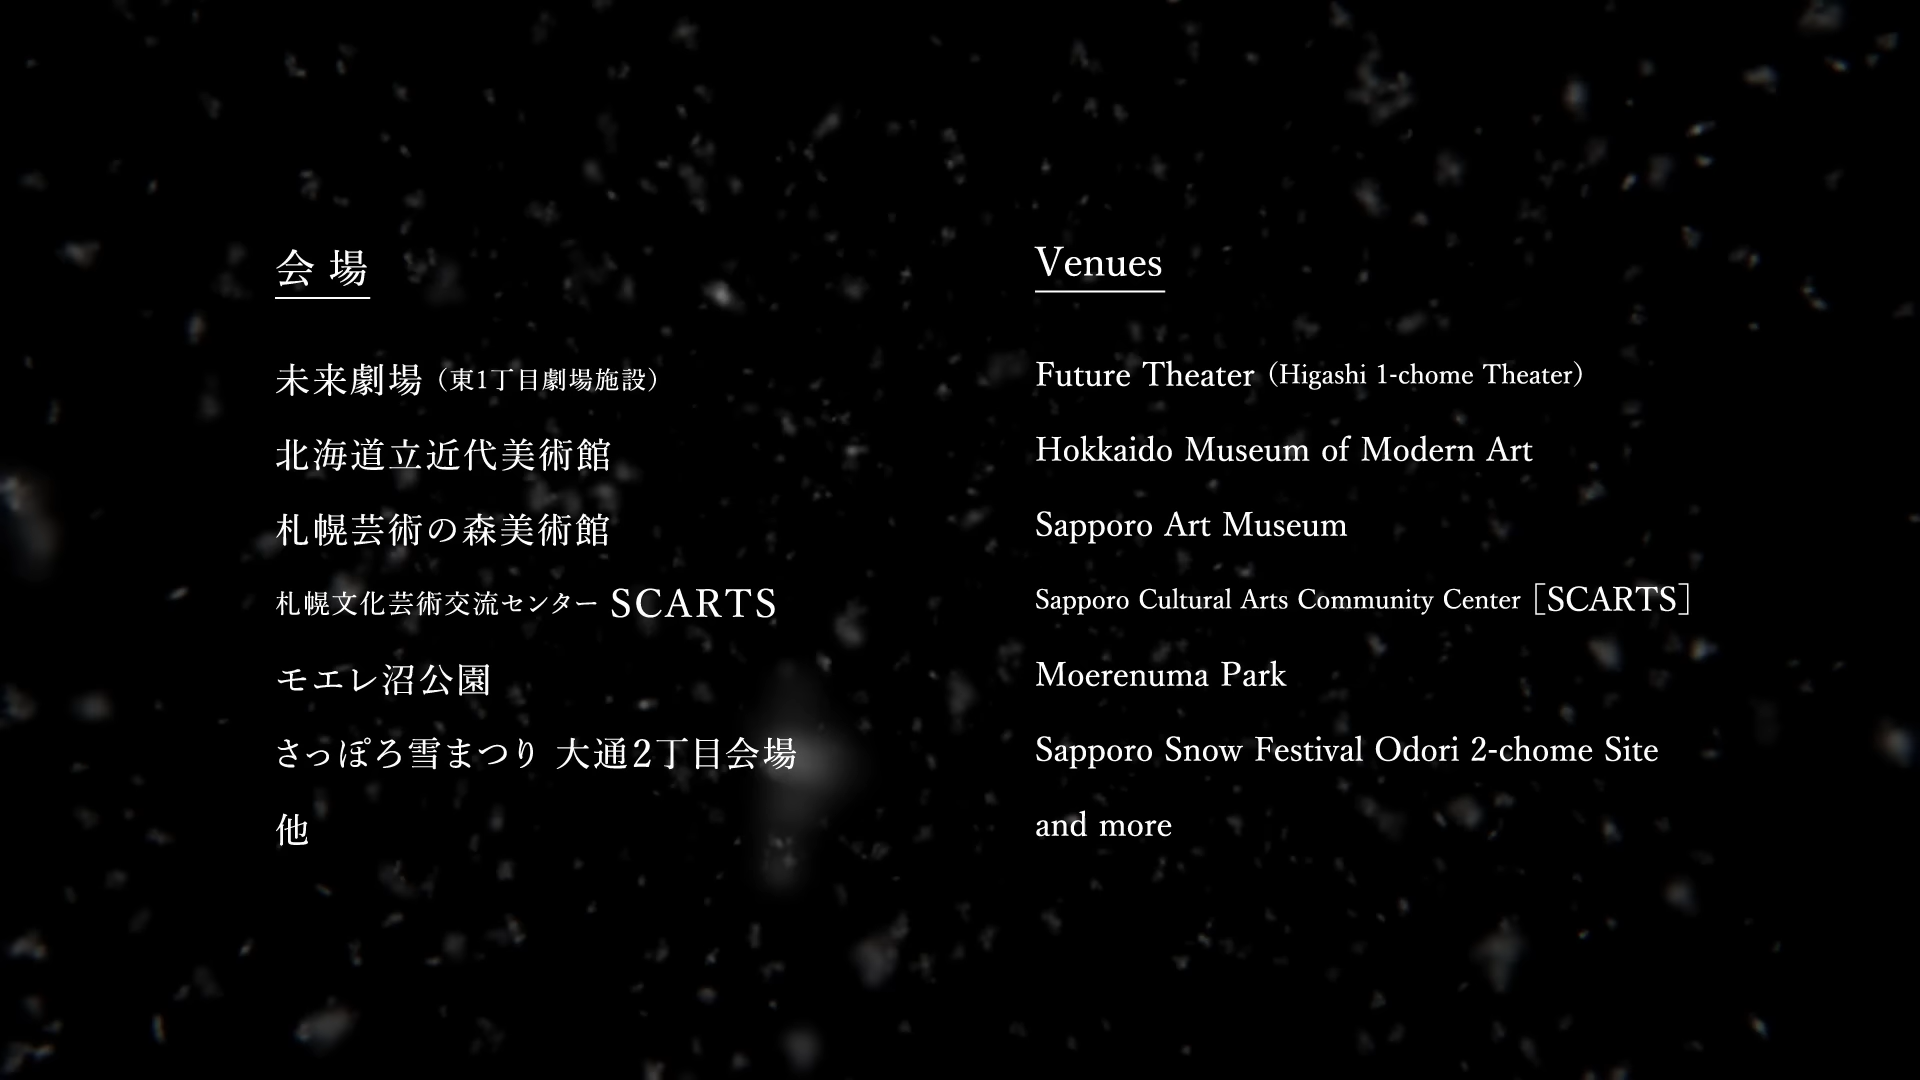 会場
未来劇場（東1丁目劇場施設）
北海道立近代美術館
札幌芸術の森美術館
札幌文化芸術交流センター SCARTS
モエレ沼公園
さっぽろ雪まつり 大通2丁目会場
他
Venues
Future Theater（Higashi 1-chome Theater）
Hokkaido Museum of Modern Art
Sapporo Art Museum
Sapporo Cultural Arts Community Center［SCARTS］
Moerenuma Park
Sapporo Snow Festival Odori 2-chome Site
and more